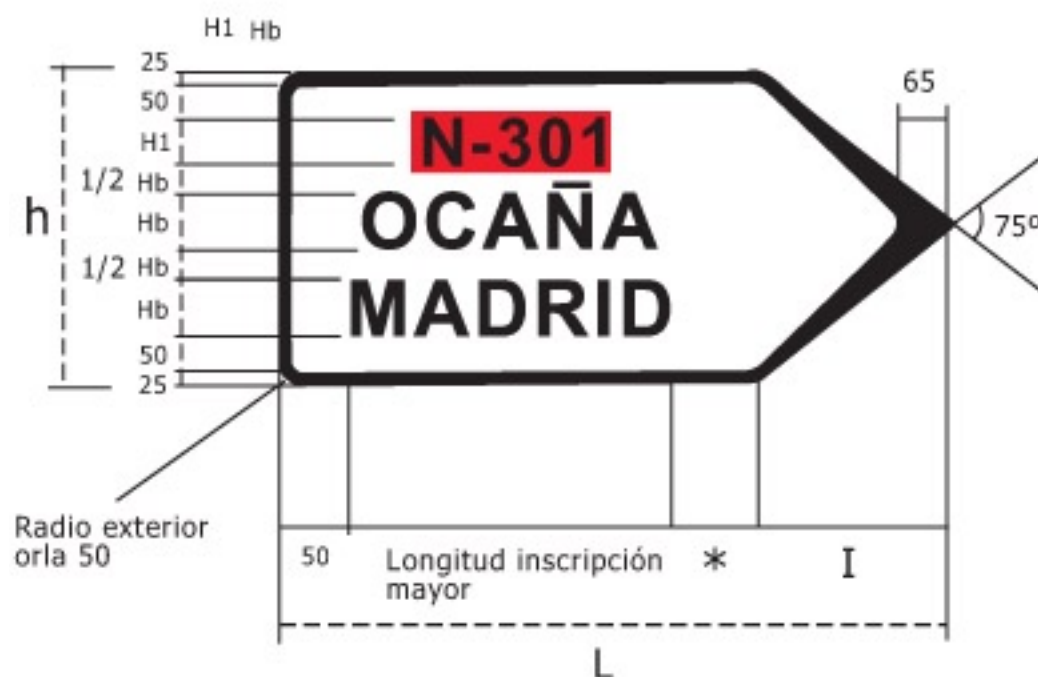 H1 Hb
25
50
H1
1/2 Hb
Hb
1/2 Hb
Hb
50
25
h
N-301
OCAÑA
MADRID
65
75º
Radio exterior
orla 50
50
Longitud inscripción
mayor
*
I
L